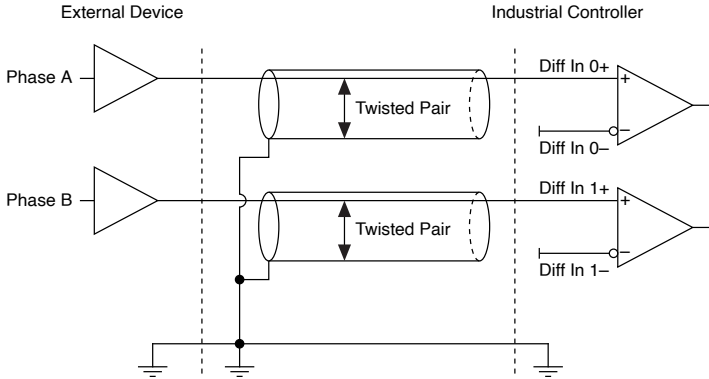 External Device
Industrial Controller
Phase A
Diff In 0+
+
Twisted Pair
–
Diff In 0–
Phase B
Diff In 1+
+
Twisted Pair
–
Diff In 1–